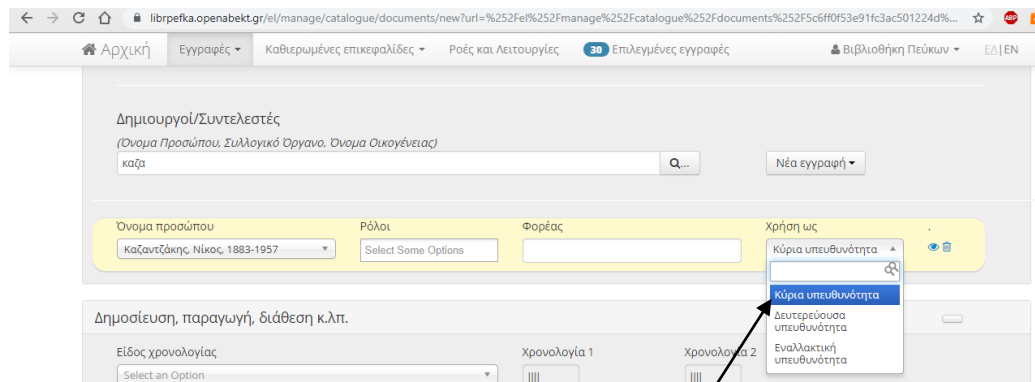 librpefka.openabekt.gr/el/manage/catalogue/documents/new?url=%252Fel%252Fmanage%252Fcatalogue%252Fdocuments%252F5c6ff0f53e91fc3ac501224d%...
ABP
Αρχική Εγγραφές Καθιερωμένες επικεφαλίδες Ροές και Λειτουργίες 30 Επιλεγμένες εγγραφές Βιβλιοθήκη Πεύκων ΕΛ|EN
Δημιουργοί/Συντελεστές
(Όνομα Προσώπου, Συλλογικό Όργανο, Όνομα Οικογένειας)
καζα ... Νέα εγγραφή
Όνομα προσώπου Ρόλοι Φορέας Χρήση ως .
Καζαντζάκης, Νίκος, 1883-1957 Select Some Options Κύρια υπευθυνότητα
Κύρια υπευθυνότητα
Δευτερεύουσα
υπευθυνότητα
Εναλλακτική
υπευθυνότητα
Δημοσίευση, παραγωγή, διάθεση κ.λπ.
Είδος χρονολογίας Χρονολογία 1 Χρονολογία 2
Select an Option |||| ||||